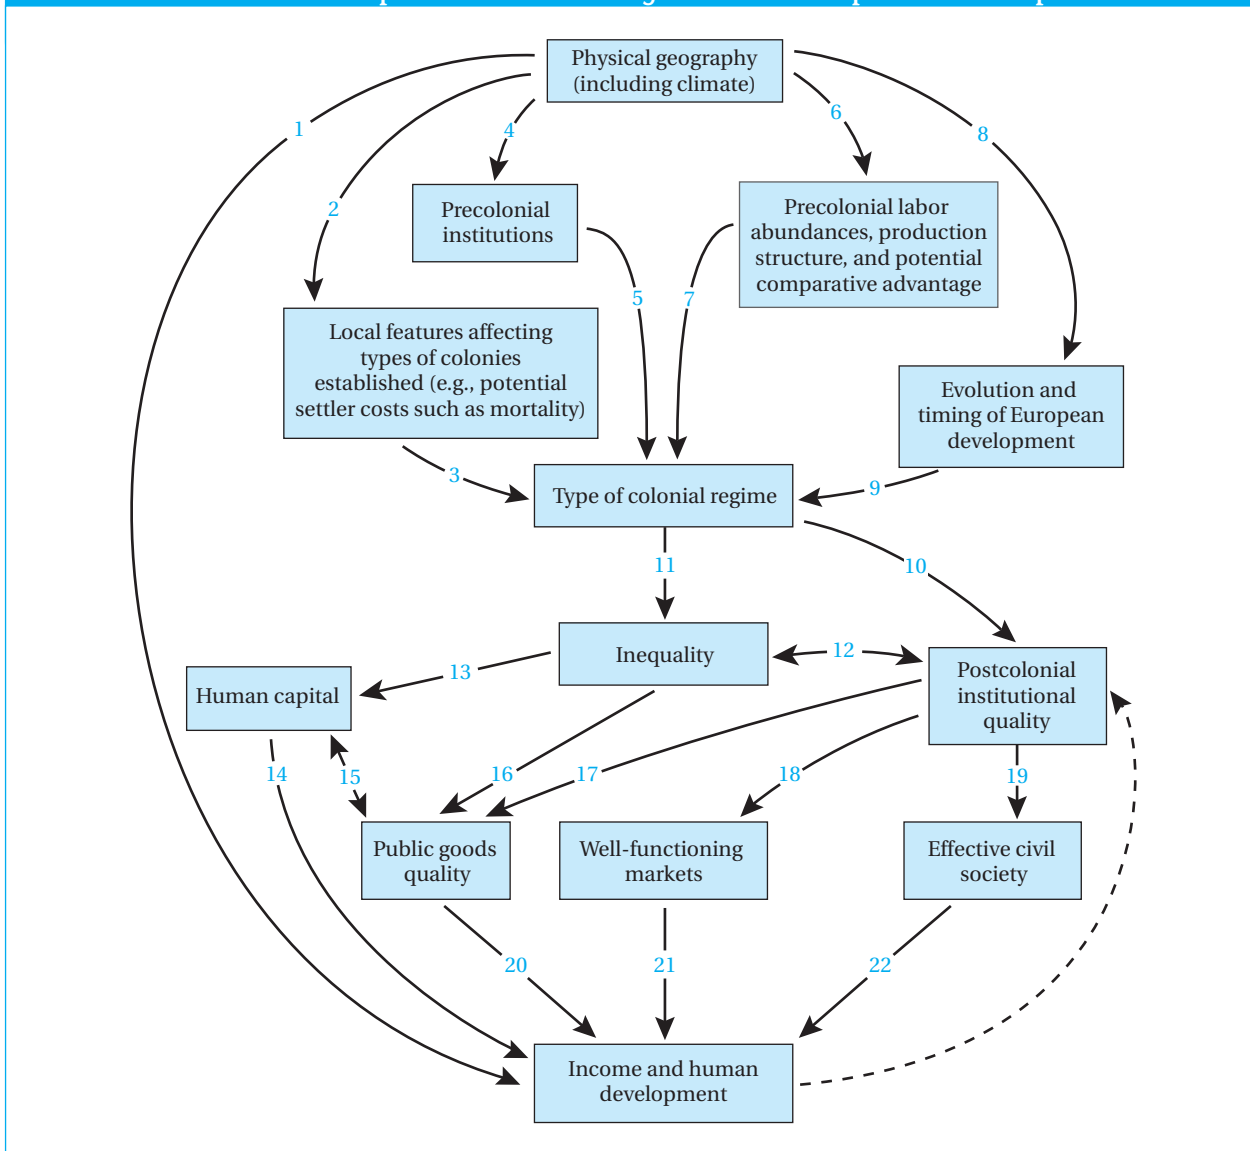 Physical geography
(including climate)
1
4
6
8
2
Precolonial
institutions
Precolonial labor
abundances, production
structure, and potential
comparative advantage
5
7
Local features affecting
types of colonies
established (e.g., potential
settler costs such as mortality)
Evolution and
timing of European
development
3
9
Type of colonial regime
11
10
Inequality
12
13
Postcolonial
institutional
quality
Human capital
14
15
16
17
18
19
Public goods
quality
Well-functioning
markets
Effective civil
society
20
21
22
Income and human
development